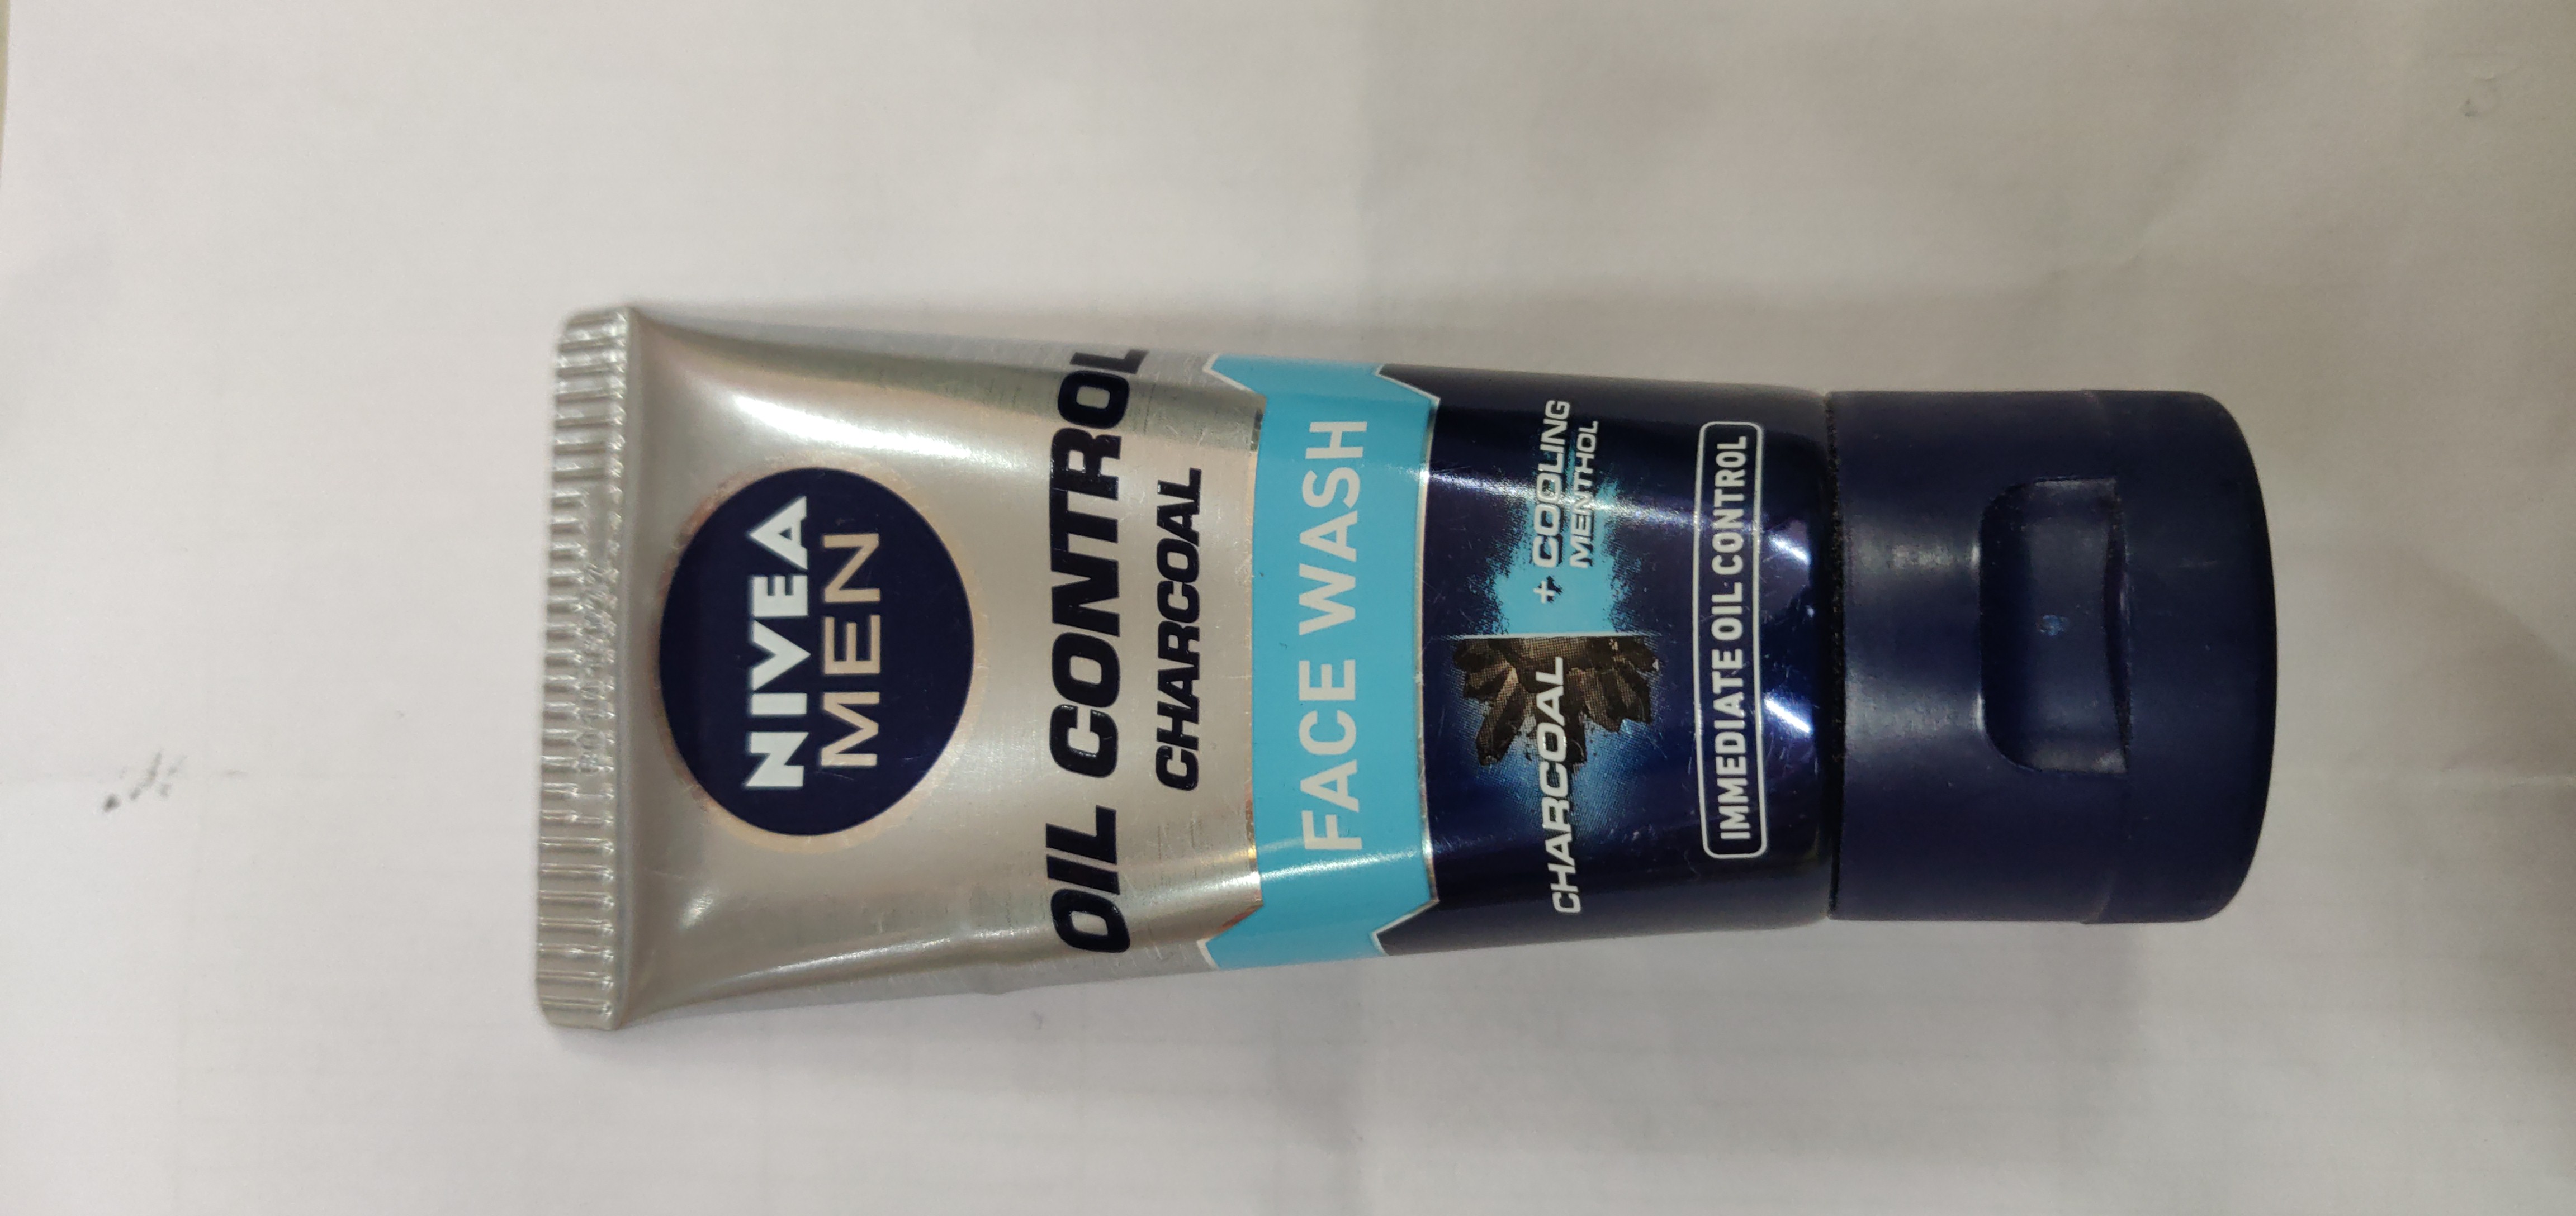 NIVEA
MEN
OIL CONTROL
CHARCOAL
FACE WASH
CHARCOAL
+ COOLING
MENTHOL
IMMEDIATE OIL CONTROL